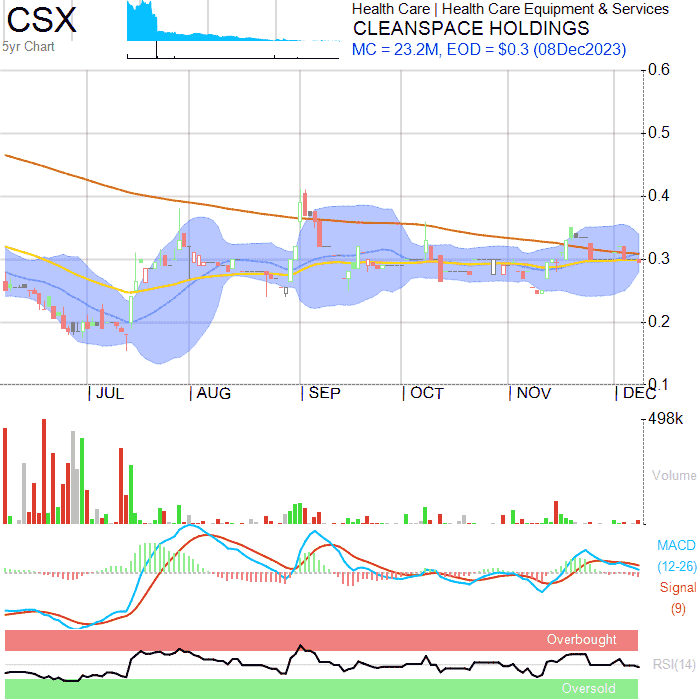 CSX
5yr Chart
Health Care | Health Care Equipment & Services
CLEANSPACE HOLDINGS
MC = 23.2M, EOD = $0.3 (08Dec2023)
0.6
0.5
0.4
0.3
0.2
0.1
| JUL | AUG | SEP | OCT | NOV | DEC
498k
Volume
MACD
(12-26)
Signal
(9)
Overbought
RSI(14)
Oversold